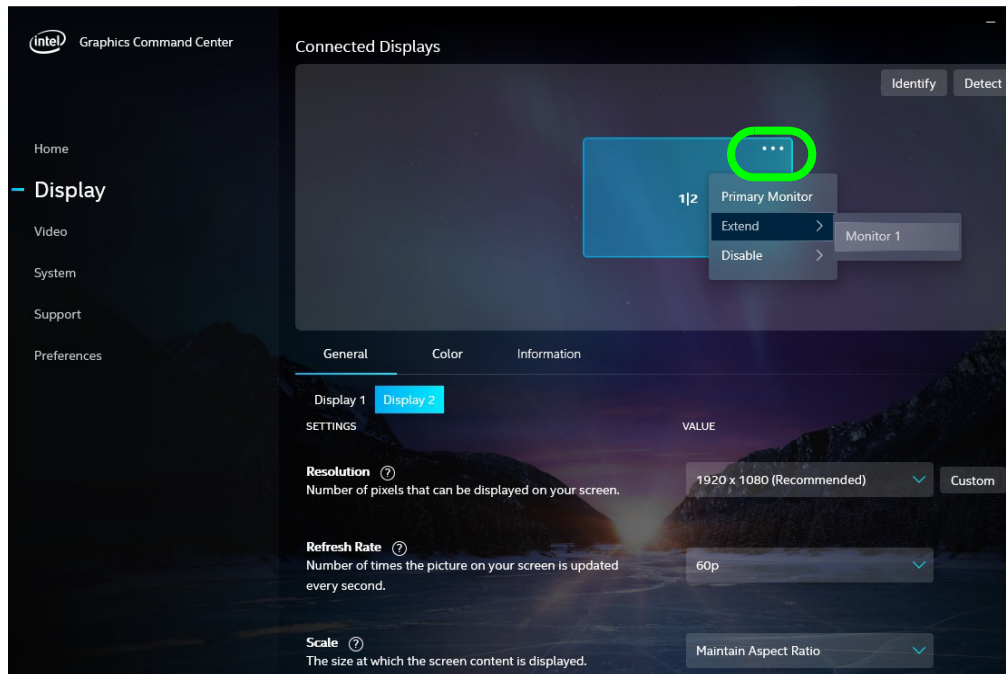 intel Graphics Command Center
Connected Displays
Identify
Detect
Home
Display
Video
System
Support
Preferences
1|2
Primary Monitor
Extend
Monitor 1
Disable
General Color Information
Display 1 Display 2
SETTINGS VALUE
Resolution ?
Number of pixels that can be displayed on your screen.
1920 x 1080 (Recommended)
Custom
Refresh Rate ?
Number of times the picture on your screen is updated
every second.
60p
Scale ?
The size at which the screen content is displayed.
Maintain Aspect Ratio